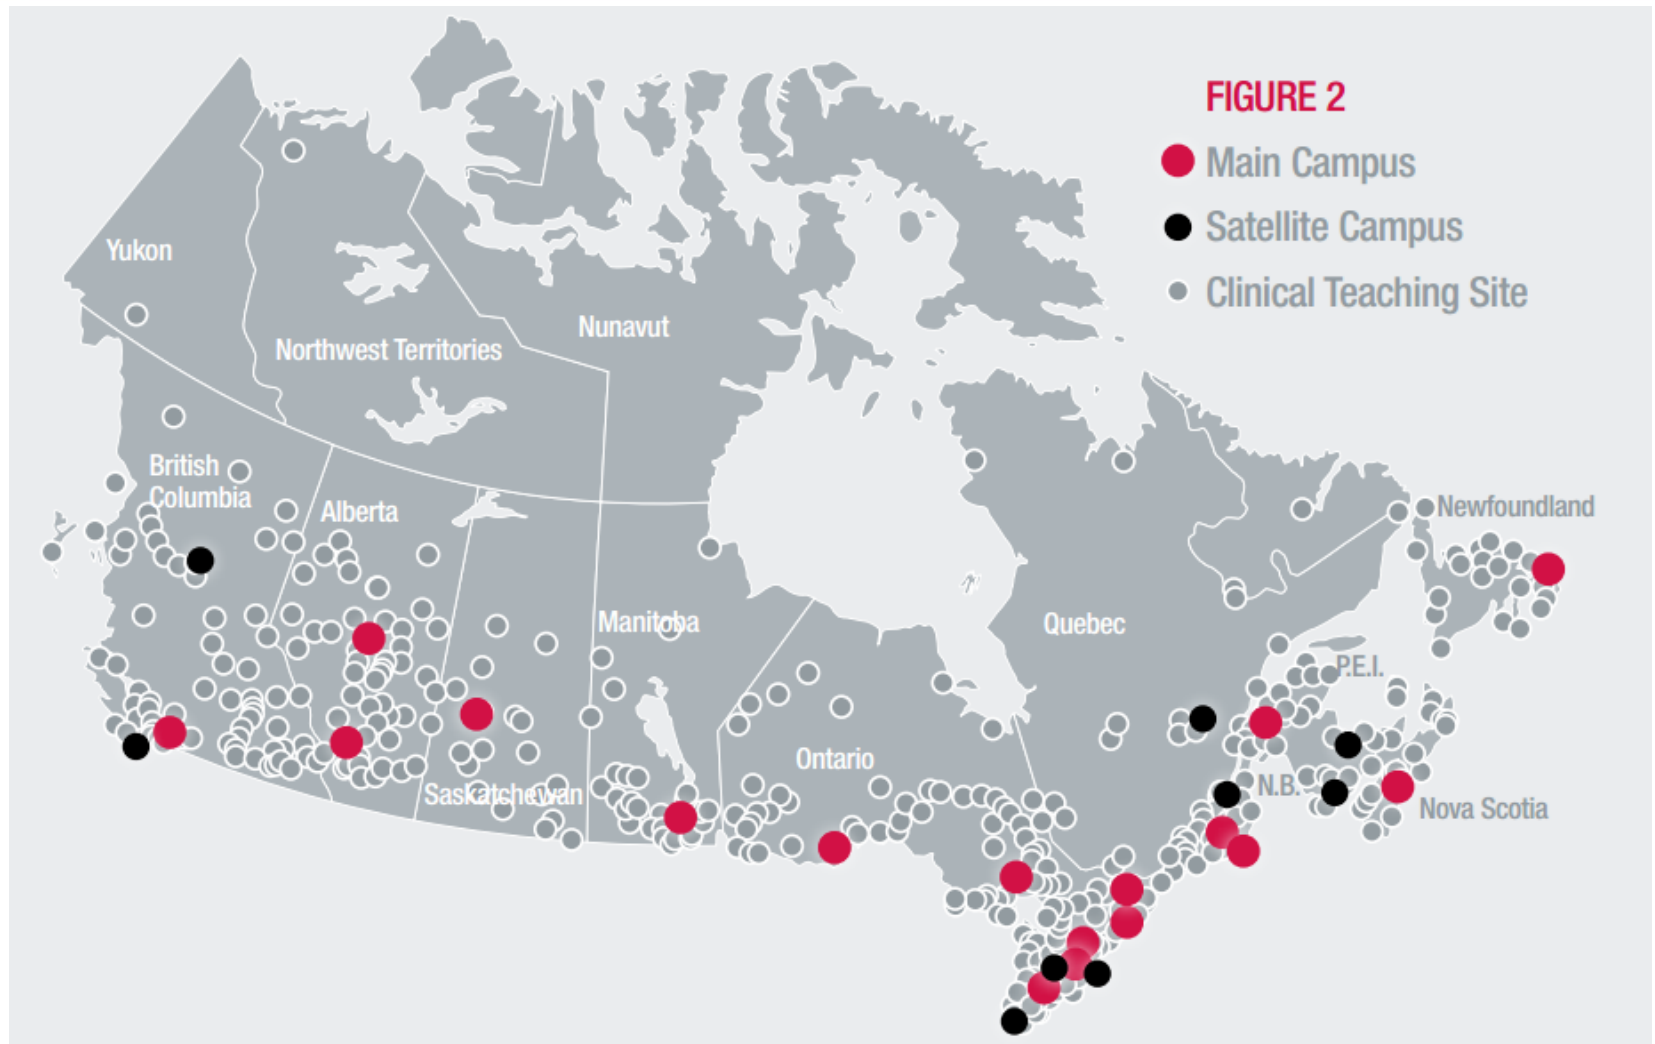 FIGURE 2
Main Campus
Satellite Campus
Clinical Teaching Site
Yukon
Northwest Territories
Nunavut
British
Columbia
Alberta
Newfoundland
Manitoba
Quebec
P.E.I.
Ontario
Saskatchewan
N.B.
Nova Scotia